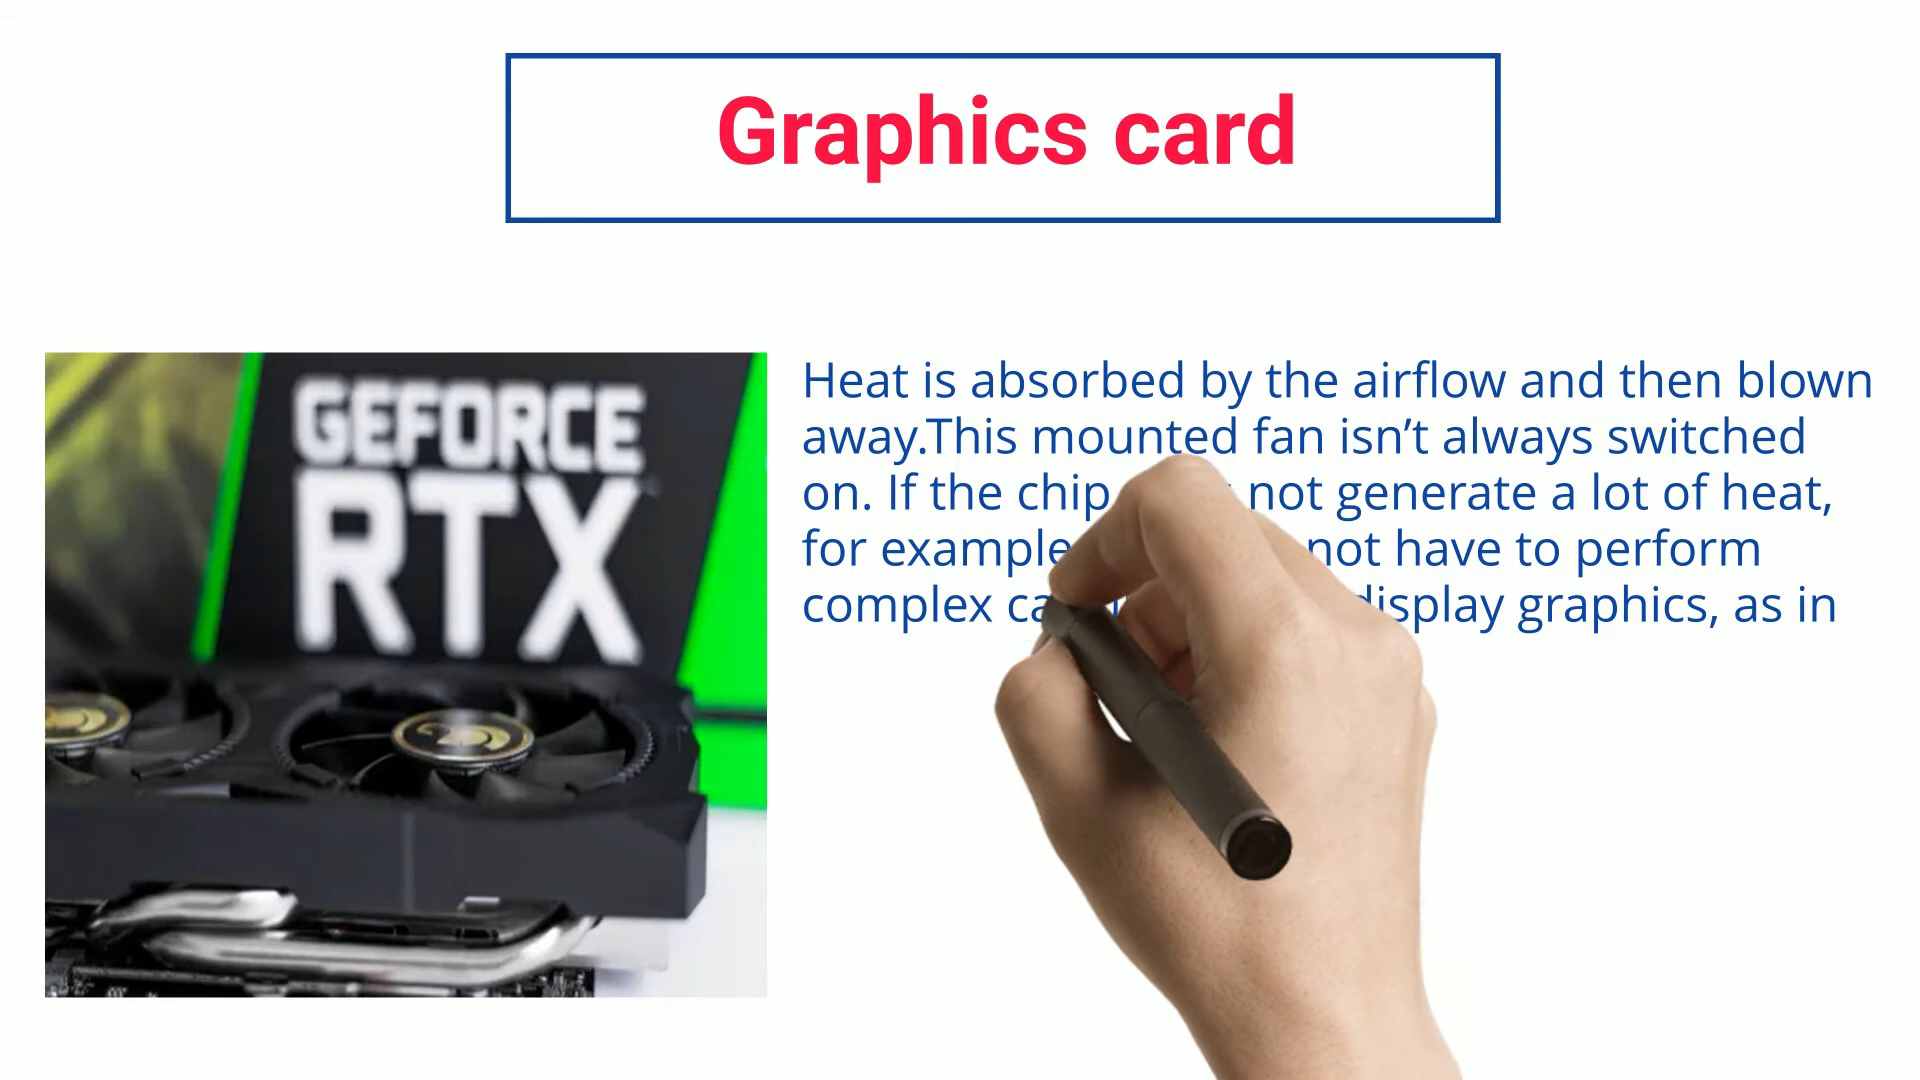 Graphics card
GEFORCE
RTX
Heat is absorbed by the airflow and then blown
away.This mounted fan isn’t always switched
on. If the chip not generate a lot of heat,
for example not have to perform
complex display graphics, as in